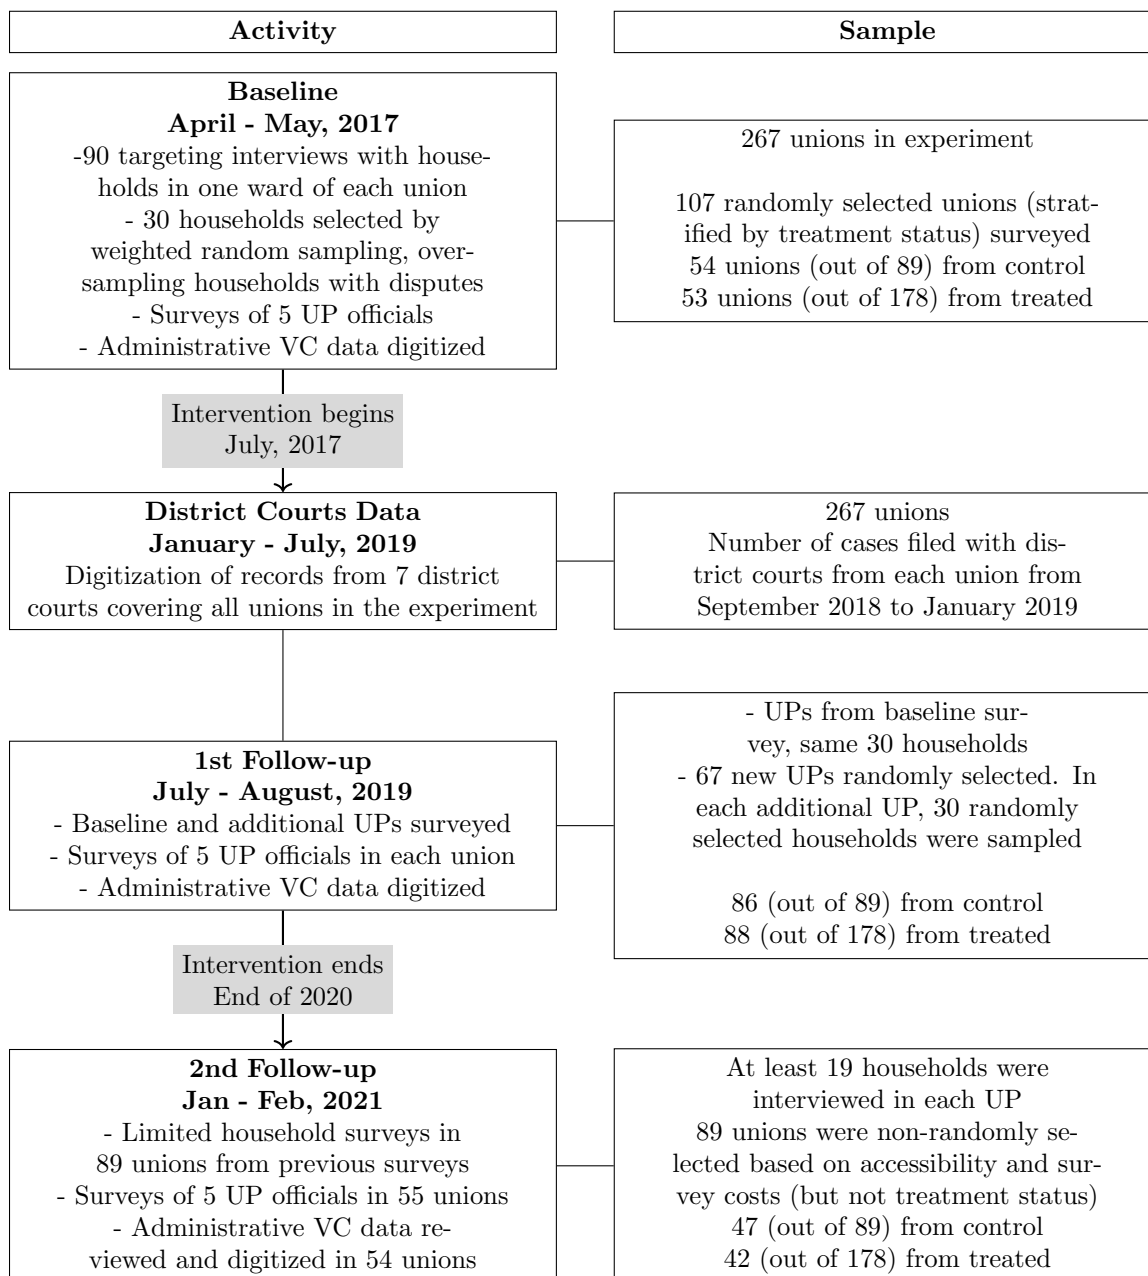 Activity
Sample
Baseline
April - May, 2017
-90 targeting interviews with house-
holds in one ward of each union
- 30 households selected by
weighted random sampling, over-
sampling households with disputes
- Surveys of 5 UP officials
- Administrative VC data digitized
267 unions in experiment
107 randomly selected unions (strat-
ified by treatment status) surveyed
54 unions (out of 89) from control
53 unions (out of 178) from treated
Intervention begins
July, 2017
District Courts Data
January - July, 2019
Digitization of records from 7 district
courts covering all unions in the experiment
267 unions
Number of cases filed with dis-
trict courts from each union from
September 2018 to January 2019
1st Follow-up
July - August, 2019
- Baseline and additional UPs surveyed
- Surveys of 5 UP officials in each union
- Administrative VC data digitized
- UPs from baseline sur-
vey, same 30 households
- 67 new UPs randomly selected. In
each additional UP, 30 randomly
selected households were sampled
86 (out of 89) from control
88 (out of 178) from treated
Intervention ends
End of 2020
2nd Follow-up
Jan - Feb, 2021
- Limited household surveys in
89 unions from previous surveys
- Surveys of 5 UP officials in 55 unions
- Administrative VC data re-
viewed and digitized in 54 unions
At least 19 households were
interviewed in each UP
89 unions were non-randomly se-
lected based on accessibility and sur-
vey costs (but not treatment status)
47 (out of 89) from control
42 (out of 178) from treated